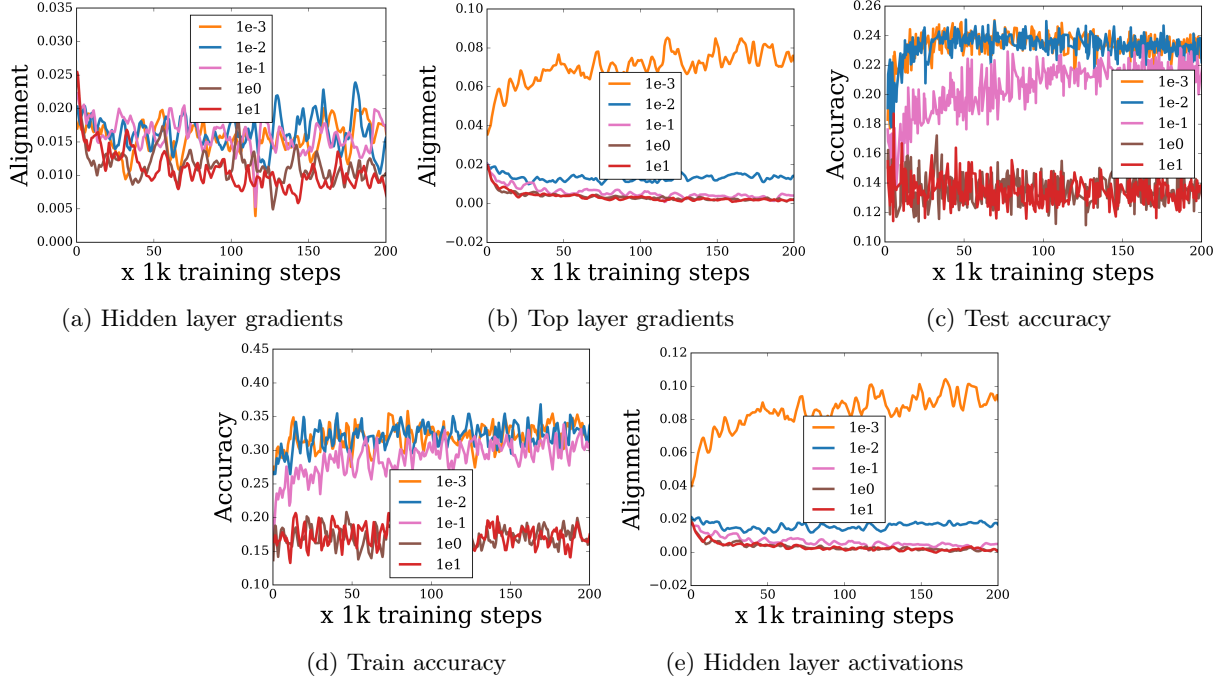 0.035
0.030
0.025
0.020
0.015
0.010
0.005
0.000
Alignment
1e-3
1e-2
1e-1
1e0
1e1
0 50 100 150 200
x 1k training steps
(a) Hidden layer gradients
0.10
0.08
0.06
0.04
0.02
0.00
−0.02
Alignment
1e-3
1e-2
1e-1
1e0
1e1
0 50 100 150 200
x 1k training steps
(b) Top layer gradients
0.26
0.24
0.22
0.20
0.18
0.16
0.14
0.12
0.10
Accuracy
1e-3
1e-2
1e-1
1e0
1e1
0 50 100 150 200
x 1k training steps
(c) Test accuracy
0.45
0.40
0.35
0.30
0.25
0.20
0.15
0.10
Accuracy
1e-3
1e-2
1e-1
1e0
1e1
0 50 100 150 200
x 1k training steps
(d) Train accuracy
0.12
0.10
0.08
0.06
0.04
0.02
0.00
−0.02
Alignment
1e-3
1e-2
1e-1
1e0
1e1
0 50 100 150 200
x 1k training steps
(e) Hidden layer activations